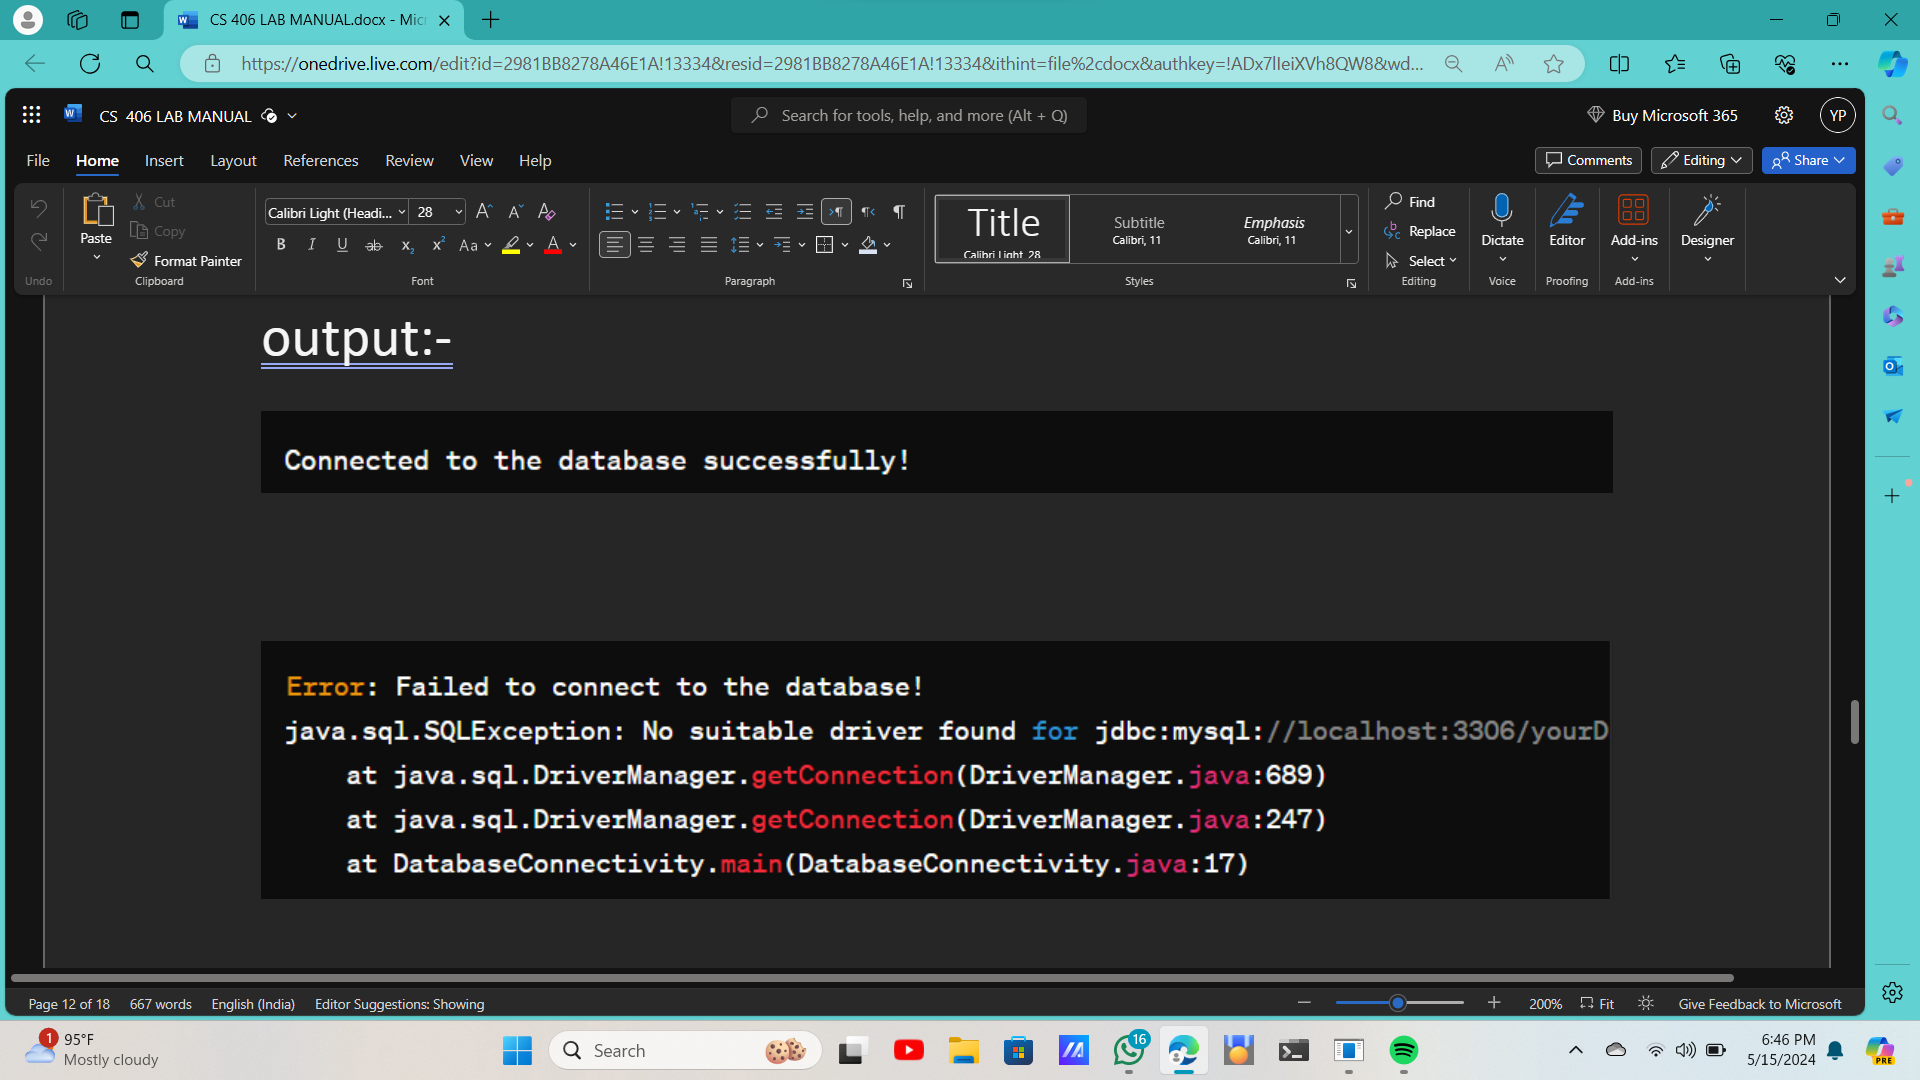 CS 406 LAB MANUAL.docx - Mic
https://onedrive.live.com/edit?id=2981BB8278A46E1A!13334&resid=2981BB8278A46E1A!13334&ithint=file%2cdocx&authkey=!ADx7lIeiXVh8QW8&wd...
CS 406 LAB MANUAL
Search for tools, help, and more (Alt + Q)
Buy Microsoft 365
YP
File Home Insert Layout References Review View Help
Comments Editing Share
Paste
Cut
Copy
Format Painter
Calibri Light (Headi... 28
Title
Calibri Light, 28
Subtitle
Calibri, 11
Emphasis
Calibri, 11
Find
Replace
Select
Dictate
Editor
Add-ins
Designer
Undo Clipboard Font Paragraph Styles Editing Voice Proofing Add-ins
output:-
Connected to the database successfully!
Error: Failed to connect to the database!
java.sql.SQLException: No suitable driver found for jdbc:mysql://localhost:3306/yourD
at java.sql.DriverManager.getConnection(DriverManager.java:689)
at java.sql.DriverManager.getConnection(DriverManager.java:247)
at DatabaseConnectivity.main(DatabaseConnectivity.java:17)
Page 12 of 18 667 words English (India) Editor Suggestions: Showing
200% Fit Give Feedback to Microsoft
1
95°F
Mostly cloudy
Search
16
6:46 PM
5/15/2024
PRE